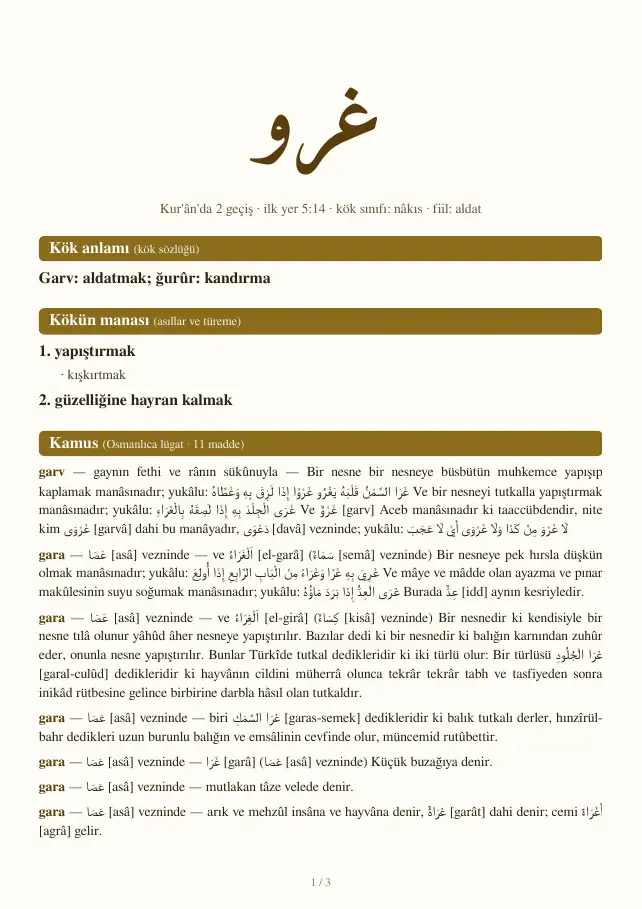 غرو
Kur'ân'da 2 geçiş · ilk yer 5:14 · kök sınıfı: nâkıs · fiil: aldat
Kök anlamı (kök sözlüğü)
Garv: aldatmak; ğurûr: kandırma
Kökün manası (asıllar ve türeme)
1. yapıştırmak
· kışkırtmak
2. güzelliğine hayran kalmak
Kamus (Osmanlıca lügat · 11 madde)
garv — gaynın fethi ve rânın sükûnuyla — Bir nesne bir nesneye büsbütün muhkemce yapışıp
kaplamak manâsınadır; yukâlu: غَرَا السَّمَنُ قَلْبَهُ يَغْرُو غَرْوًا إِذَا لَزِقَ بِهِ وَغَطَّاهُ Ve bir nesneyi tutkalla yapıştırmak
manâsınadır; yukâlu: غَرَى الْجِلْدَ بِهِ إِذَا لَصِقَهُ بِالْغَرَاءِ Ve غَرْوٌ [garv] Aceb manâsınadır ki taaccübdendir, nite
kim غَرْوَى [garvâ] dahi bu manâyadır, دَعْوَى [davâ] vezninde; yukâlu: لَا غَرْوَ مِنْ كَذَا وَلَا غَرْوَى أَيْ لَا عَجَبَ
gara — عَصَا [asâ] vezninde — ve اَلْغَرَاءُ [el-garâ] (سَمَاءٌ [semâ] vezninde) Bir nesneye pek hırsla düşkün
olmak manâsınadır; yukâlu: غَرِيَ بِهِ غَرًا وَغَرَاءً مِنَ الْبَابِ الرَّابِعِ إِذَا أُولِعَ Ve mâye ve mâdde olan ayazma ve pınar
makûlesinin suyu soğumak manâsınadır; yukâlu: غَرَى الْعِدُّ إِذَا بَرَدَ مَاؤُهُ Burada عِدٌّ [idd] aynın kesriyledir.
gara — عَصَا [asâ] vezninde — ve اَلْغِرَاءُ [el-girâ] (كِسَاءٌ [kisâ] vezninde) Bir nesnedir ki kendisiyle bir
nesne tılâ olunur yâhûd âher nesneye yapıştırılır. Bazılar dedi ki bir nesnedir ki balığın karnından zuhûr
eder, onunla nesne yapıştırılır. Bunlar Türkîde tutkal dedikleridir ki iki türlü olur: Bir türlüsü غَرَا الْجُلُودِ
[garal-culûd] dedikleridir ki hayvânın cildini müherrâ olunca tekrâr tekrâr tabh ve tasfiyeden sonra
inikâd rütbesine gelince birbirine darbla hâsıl olan tutkaldır.
gara — عَصَا [asâ] vezninde — biri غَرَا السَّمَكِ [garas-semek] dedikleridir ki balık tutkalı derler, hınzîrül-
bahr dedikleri uzun burunlu balığın ve emsâlinin cevfinde olur, müncemid rutûbettir.
gara — عَصَا [asâ] vezninde — غَرَا [garâ] (عَصَا [asâ] vezninde) Küçük buzağıya denir.
gara — عَصَا [asâ] vezninde — mutlakan tâze velede denir.
gara — عَصَا [asâ] vezninde — arık ve mehzûl insâna ve hayvâna denir, غَرَاةٌ [garât] dahi denir; cemi أَغْرَاءٌ
[agrâ] gelir.
1 / 3